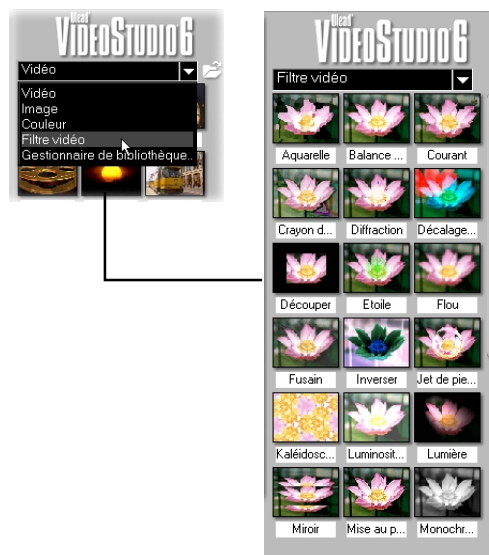 Ulead
VIDEOSTUDIO 6
Vidéo
Vidéo
Image
Couleur
Filtre vidéo
Gestionnaire de bibliothèque..
Ulead
VIDEOSTUDIO 6
Filtre vidéo
Aquarelle
Balance ...
Courant
Crayon d...
Diffraction
Décalage...
Découper
Etoile
Flou
Fusain
Inverser
Jet de pie...
Kaléidosc...
Luminosit...
Lumière
Miroir
Mise au p...
Monochr...